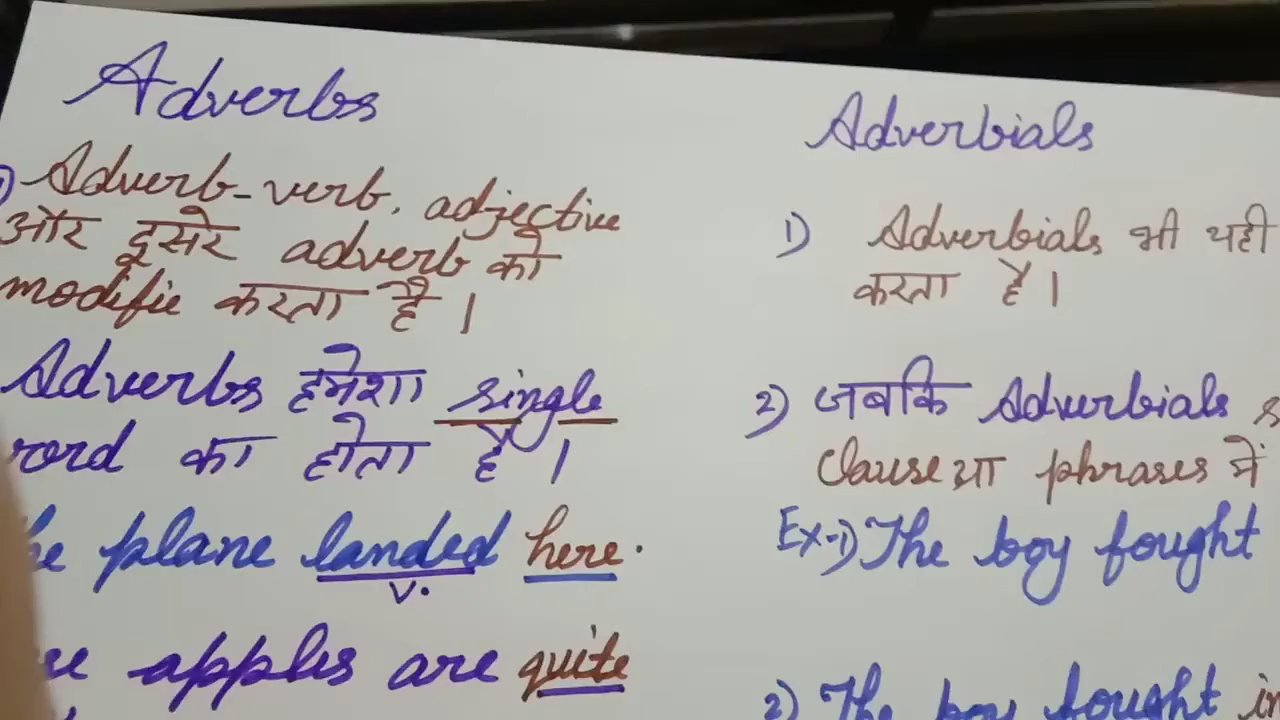 Adverbs
Adverb-verb, adjective
और दूसरे adverb को
modifie करता है।
Adverbs हमेशा single
का होता है।
plane landed here.
v.
apples are quite
Adverbials
1) Adverbials भी यही
करता है।
2) जबकि Adverbials
Clause या phrases में
Ex-1) The boy fought
2) The boy fought in